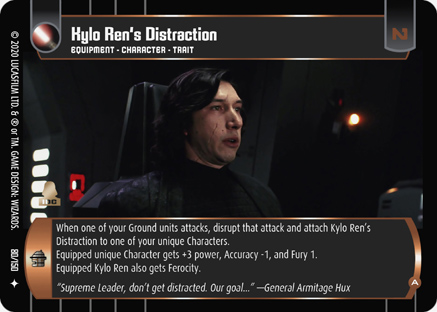 Kylo Ren's Distraction
EQUIPMENT • CHARACTER • TRAIT
N
© 2020 LUCASFILM LTD. & ® OR TM. GAME DESIGN: WIZARDS.
80/150
When one of your Ground units attacks, disrupt that attack and attach Kylo Ren's
Distraction to one of your unique Characters.
Equipped unique Character gets +3 power, Accuracy -1, and Fury 1.
Equipped Kylo Ren also gets Ferocity.
"Supreme Leader, don't get distracted. Our goal..." —General Armitage Hux
A